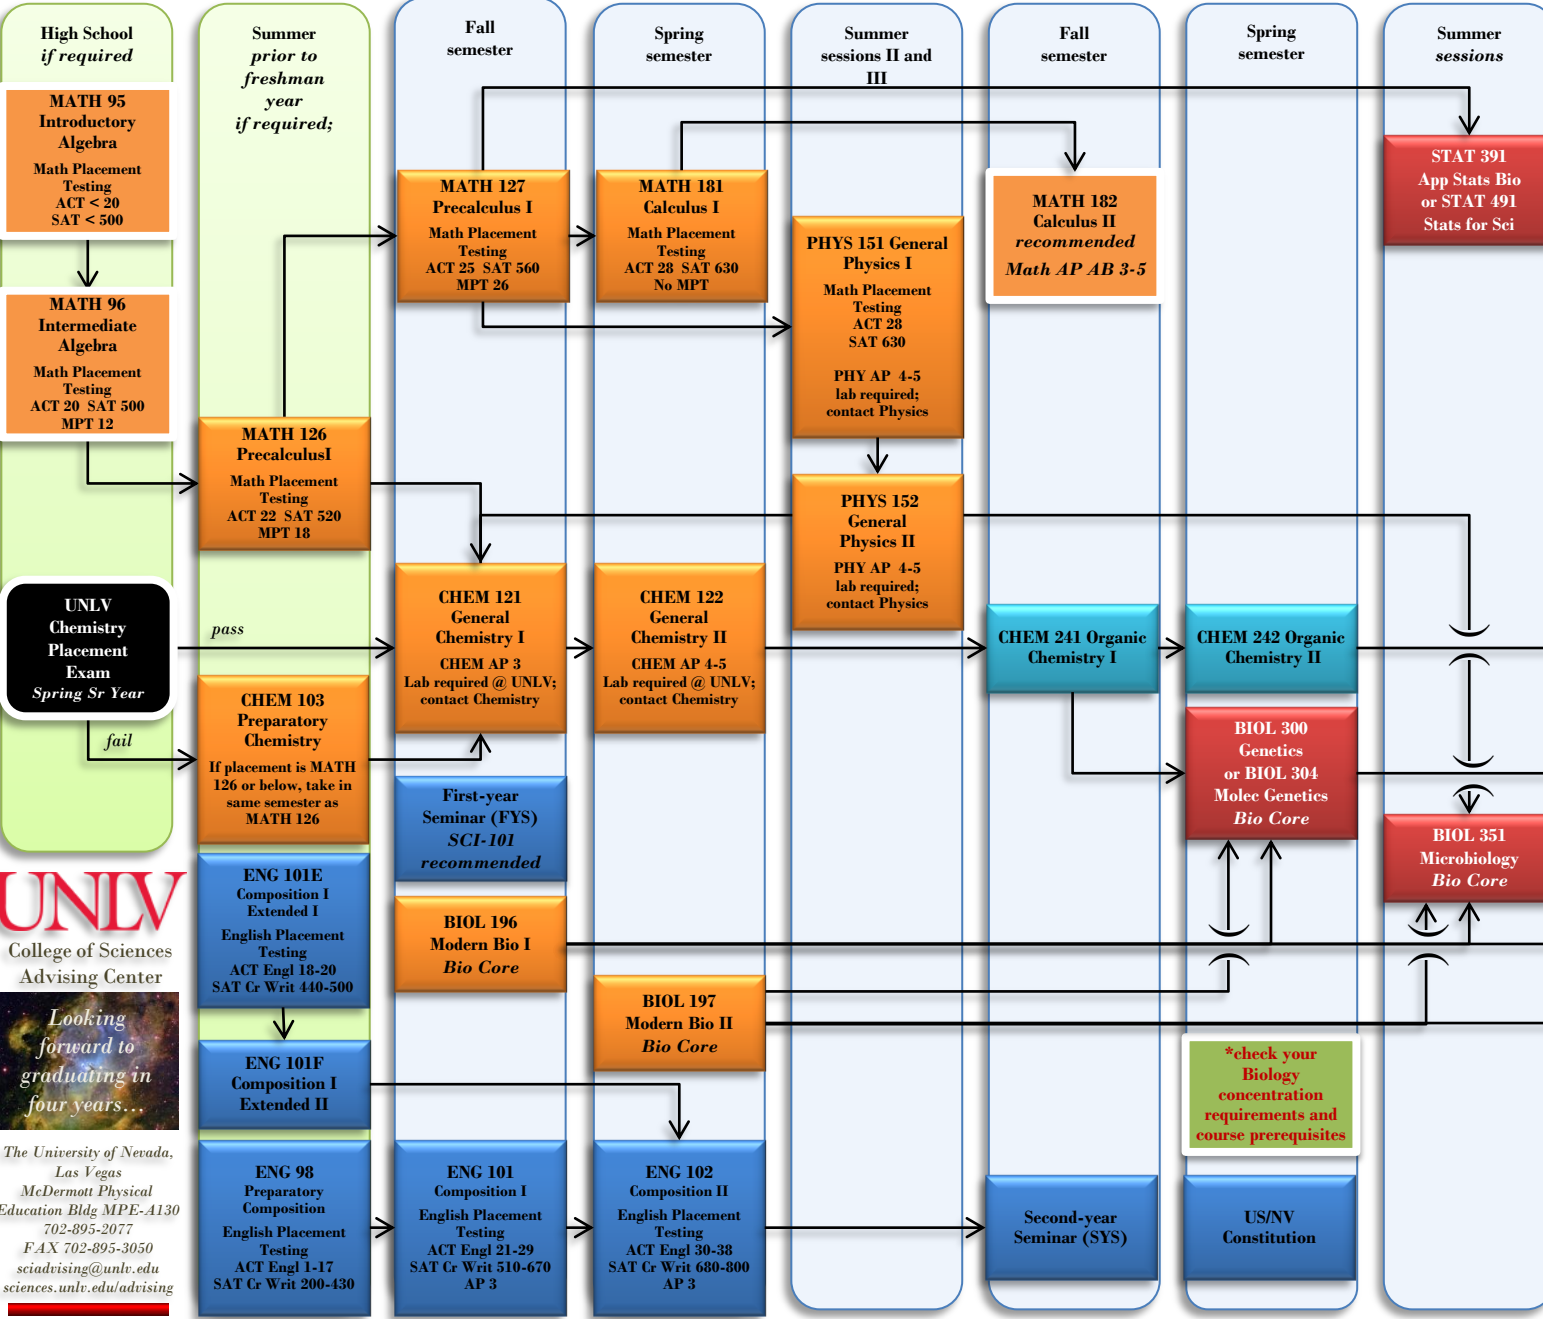 High School
if required
MATH 95
Introductory
Algebra
Math Placement
Testing
ACT < 20
SAT < 500
MATH 96
Intermediate
Algebra
Math Placement
Testing
ACT 20 SAT 500
MPT 12
UNLV
Chemistry
Placement
Exam
Spring Sr Year
pass
fail
UNLV
College of Sciences
Advising Center
Looking
forward to
graduating in
four years…
The University of Nevada,
Las Vegas
McDermott Physical
Education Bldg MPE-A130
702-895-2077
FAX 702-895-3050
sciadvising@unlv.edu
sciences.unlv.edu/advising
Summer
prior to
freshman
year
if required;
MATH 126
PrecalculusI
Math Placement
Testing
ACT 22 SAT 520
MPT 18
CHEM 103
Preparatory
Chemistry
If placement is MATH
126 or below, take in
same semester as
MATH 126
ENG 101E
Composition I
Extended I
English Placement
Testing
ACT Engl 18-20
SAT Cr Writ 440-500
ENG 101F
Composition I
Extended II
ENG 98
Preparatory
Composition
English Placement
Testing
ACT Engl 1-17
SAT Cr Writ 200-430
Fall
semester
MATH 127
Precalculus I
Math Placement
Testing
ACT 25 SAT 560
MPT 26
CHEM 121
General
Chemistry I
CHEM AP 3
Lab required @ UNLV;
contact Chemistry
First-year
Seminar (FYS)
SCI-101
recommended
BIOL 196
Modern Bio I
Bio Core
ENG 101
Composition I
English Placement
Testing
ACT Engl 21-29
SAT Cr Writ 510-670
AP 3
Spring
semester
MATH 181
Calculus I
Math Placement
Testing
ACT 28 SAT 630
No MPT
CHEM 122
General
Chemistry II
CHEM AP 4-5
Lab required @ UNLV;
contact Chemistry
BIOL 197
Modern Bio II
Bio Core
ENG 102
Composition II
English Placement
Testing
ACT Engl 30-38
SAT Cr Writ 680-800
AP 3
Summer
sessions II and
III
PHYS 151 General
Physics I
Math Placement
Testing
ACT 28
SAT 630
PHY AP 4-5
lab required;
contact Physics
PHYS 152
General
Physics II
PHY AP 4-5
lab required;
contact Physics
Fall
semester
MATH 182
Calculus II
recommended
Math AP AB 3-5
CHEM 241 Organic
Chemistry I
Second-year
Seminar (SYS)
Spring
semester
CHEM 242 Organic
Chemistry II
BIOL 300
Genetics
or BIOL 304
Molec Genetics
Bio Core
*check your
Biology
concentration
requirements and
course prerequisites
US/NV
Constitution
Summer
sessions
STAT 391
App Stats Bio
or STAT 491
Stats for Sci
BIOL 351
Microbiology
Bio Core